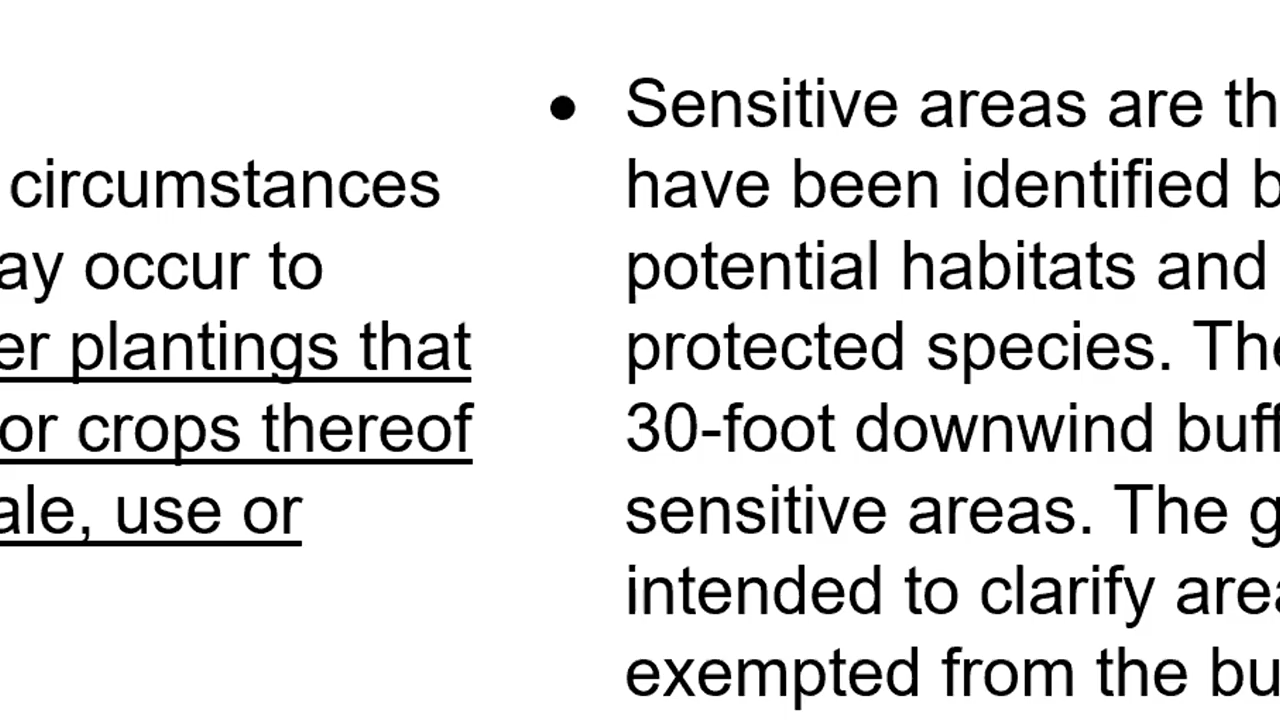 circumstances
ay occur to
er plantings that
or crops thereof
ale, use or
• Sensitive areas are th
have been identified b
potential habitats and
protected species. The
30-foot downwind buff
sensitive areas. The g
intended to clarify area
exempted from the bu